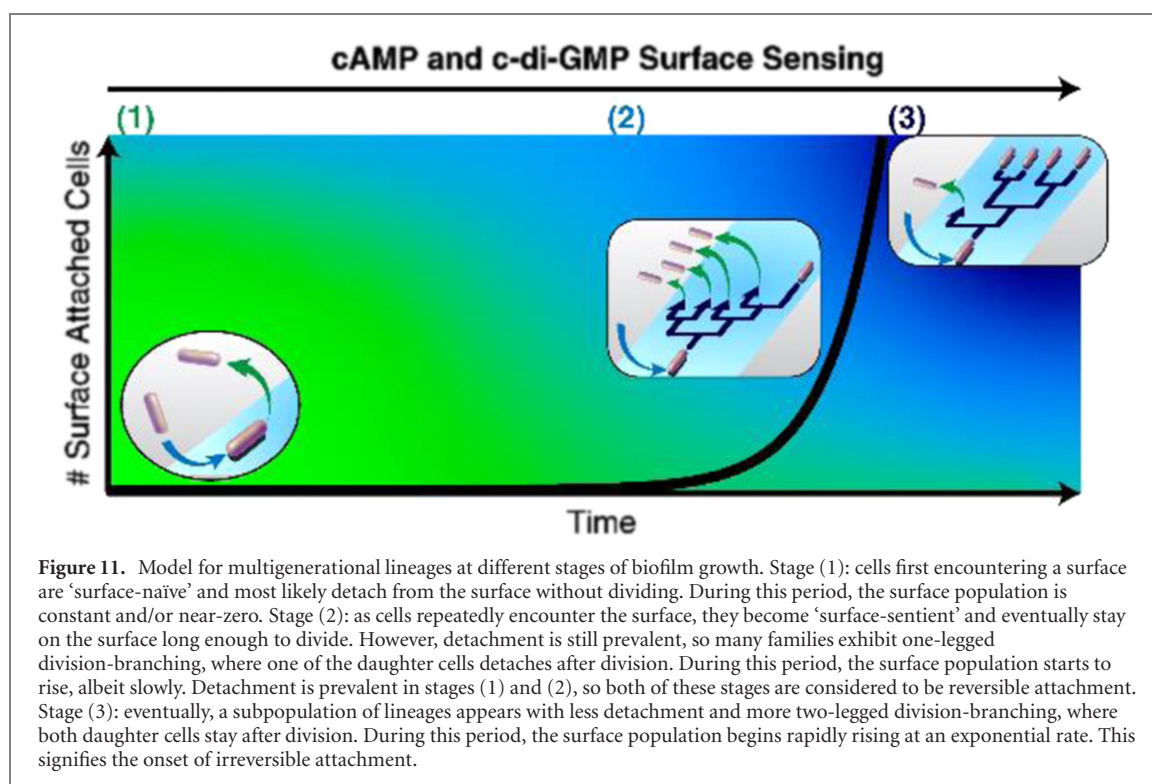 cAMP and c-di-GMP Surface Sensing
(1)
(2)
(3)
# Surface Attached Cells
Time
Figure 11. Model for multigenerational lineages at different stages of biofilm growth. Stage (1): cells first encountering a surface
are ‘surface-naïve’ and most likely detach from the surface without dividing. During this period, the surface population is
constant and/or near-zero. Stage (2): as cells repeatedly encounter the surface, they become ‘surface-sentient’ and eventually stay
on the surface long enough to divide. However, detachment is still prevalent, so many families exhibit one-legged
division-branching, where one of the daughter cells detaches after division. During this period, the surface population starts to
rise, albeit slowly. Detachment is prevalent in stages (1) and (2), so both of these stages are considered to be reversible attachment.
Stage (3): eventually, a subpopulation of lineages appears with less detachment and more two-legged division-branching, where
both daughter cells stay after division. During this period, the surface population begins rapidly rising at an exponential rate. This
signifies the onset of irreversible attachment.